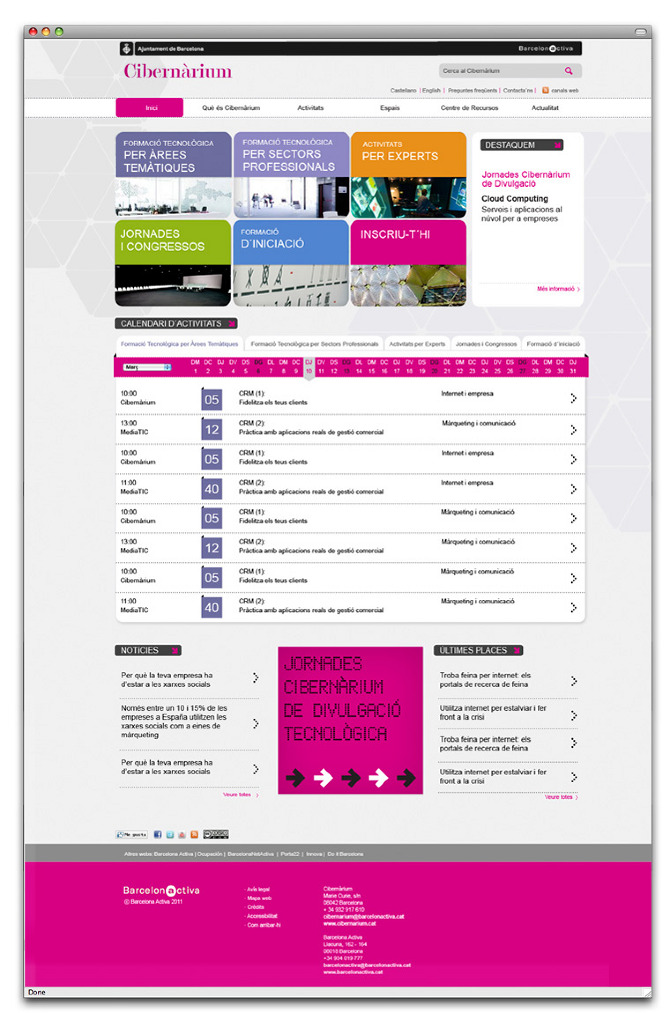 Ajuntament de Barcelona
Barcelonactiva
Cibernàrium
Cerca al Cibernàrium
Castellano | English | Preguntes freqüents | Contacta'ns | canals web
Inici
Què és Cibernàrium
Activitats
Espais
Centre de Recursos
Actualitat
FORMACIÓ TECNOLÒGICA
PER ÀREES
TEMÀTIQUES
FORMACIÓ TECNOLÒGICA
PER SECTORS
PROFESSIONALS
ACTIVITATS
PER EXPERTS
DESTAQUEM
Jornades Cibernàrium
de Divulgació
Cloud Computing
Serveis i aplicacions al
núvol per a empreses
Més informació
JORNADES
I CONGRESSOS
FORMACIÓ
D'INICIACIÓ
INSCRIU-T'HI
CALENDARI D'ACTIVITATS
Formació Tecnològica per Àrees Temàtiques
Formació Tecnològica per Sectors Professionals
Activitats per Experts
Jornades i Congressos
Formació d'Iniciació
Març
DM DC DJ DV DS DG DL DM DC DJ DV DS DG DL DM DC DJ DV DS DG DL DM DC DJ DV DS DG DL DM DC DJ
1 2 3 4 5 6 7 8 9 10 11 12 13 14 15 16 17 18 19 20 21 22 23 24 25 26 27 28 29 30 31
10:00
Cibernàrium
05
CRM (1):
Fidelitza els teus clients
Internet i empresa
13:00
MediaTIC
12
CRM (2):
Pràctica amb aplicacions reals de gestió comercial
Màrqueting i comunicació
10:00
Cibernàrium
05
CRM (1):
Fidelitza els teus clients
Internet i empresa
11:00
MediaTIC
40
CRM (2):
Pràctica amb aplicacions reals de gestió comercial
Internet i empresa
10:00
Cibernàrium
05
CRM (1):
Fidelitza els teus clients
Màrqueting i comunicació
13:00
MediaTIC
12
CRM (2):
Pràctica amb aplicacions reals de gestió comercial
Màrqueting i comunicació
10:00
Cibernàrium
05
CRM (1):
Fidelitza els teus clients
Màrqueting i comunicació
11:00
MediaTIC
40
CRM (2):
Pràctica amb aplicacions reals de gestió comercial
Màrqueting i comunicació
NOTÍCIES
Per què la teva empresa ha
d'estar a les xarxes socials
Només entre un 10 i 15% de les
empreses a España utilitzen les
xarxes socials com a eines de
màrqueting
Per què la teva empresa ha
d'estar a les xarxes socials
Veure totes
JORNADES
CIBERNÀRIUM
DE DIVULGACIÓ
TECNOLÒGICA
ÚLTIMES PLACES
Troba feina per internet: els
portals de recerca de feina
Utilitza internet per estalviar i fer
front a la crisi
Troba feina per internet: els
portals de recerca de feina
Utilitza internet per estalviar i fer
front a la crisi
Veure totes
Me gusta
Altres webs: Barcelona Activa | Ocupación | BarcelonaNetActiva | Porta22 | Innova | Do it Barcelona
Barcelonactiva
© Barcelona Activa 2011
· Avís legal
· Mapa web
· Crèdits
· Accessibilitat
· Com arribar-hi
Cibernàrium
Marie Curie, s/n
08042 Barcelona
+ 34 932 917 610
cibernarium@barcelonactiva.cat
www.cibernarium.cat
Barcelona Activa
Llacuna, 162 - 164
08018 Barcelona
+34 934 019 777
barcelonactiva@barcelonactiva.cat
www.barcelonactiva.cat
Done